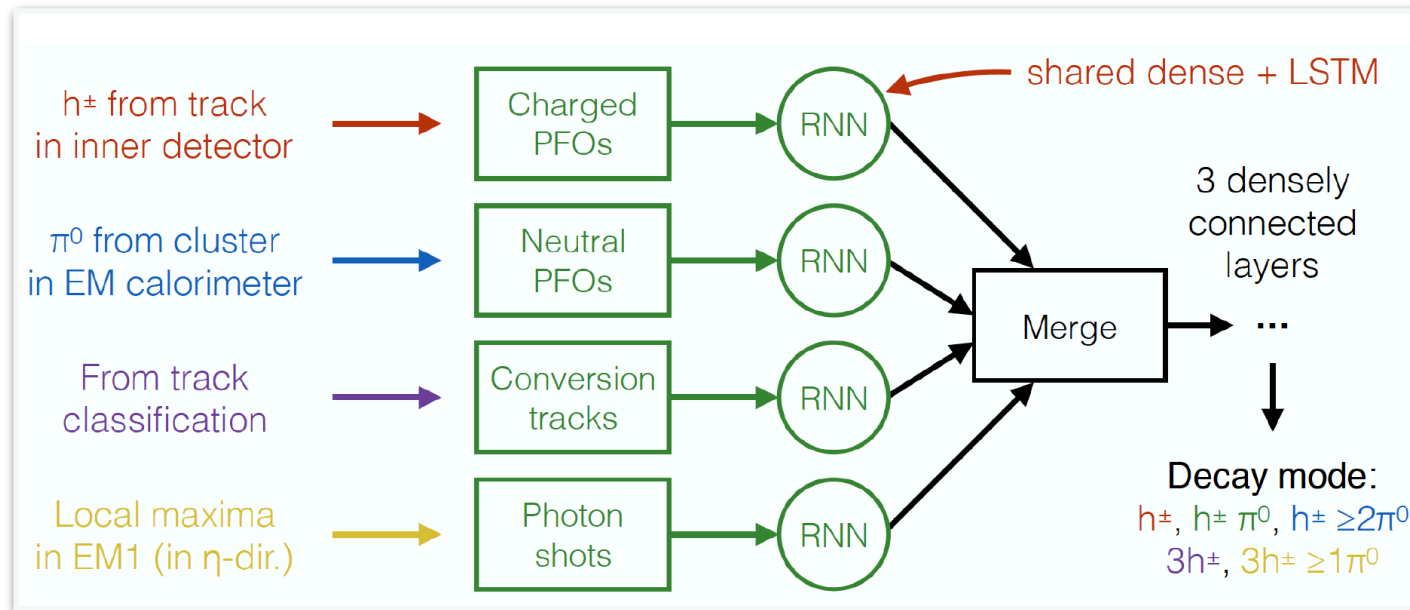 h± from track
in inner detector
Charged
PFOs
RNN
shared dense + LSTM
π⁰ from cluster
in EM calorimeter
Neutral
PFOs
RNN
3 densely
connected
layers
From track
classification
Conversion
tracks
RNN
Merge
...
Local maxima
in EM1 (in η-dir.)
Photon
shots
RNN
Decay mode:
h±, h± π⁰, h± ≥2π⁰
3h±, 3h± ≥1π⁰